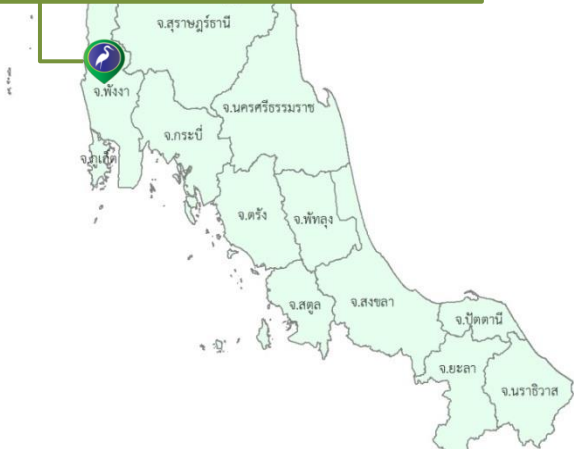 จ.สุราษฎร์ธานี
จ.พังงา
จ.นครศรีธรรมราช
จ.กระบี่
จ.ภูเก็ต
จ.ตรัง
จ.พัทลุง
จ.สตูล
จ.สงขลา
จ.ปัตตานี
จ.ยะลา
จ.นราธิวาส